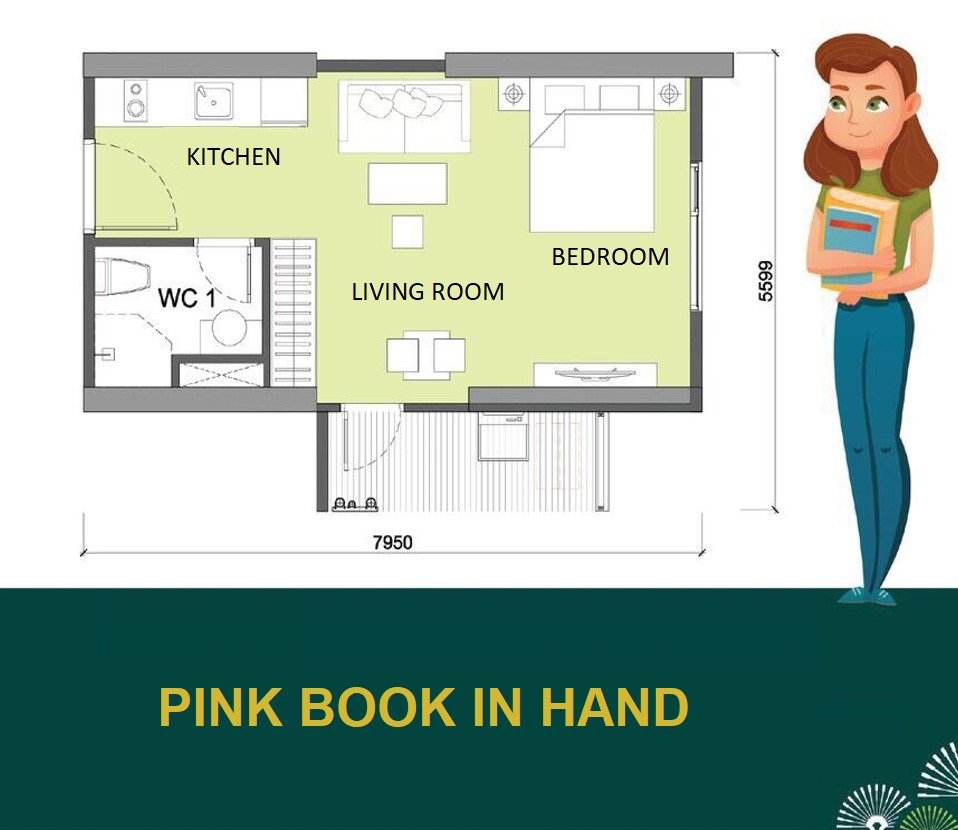 KITCHEN
BEDROOM
LIVING ROOM
WC 1
5599
7950
PINK BOOK IN HAND